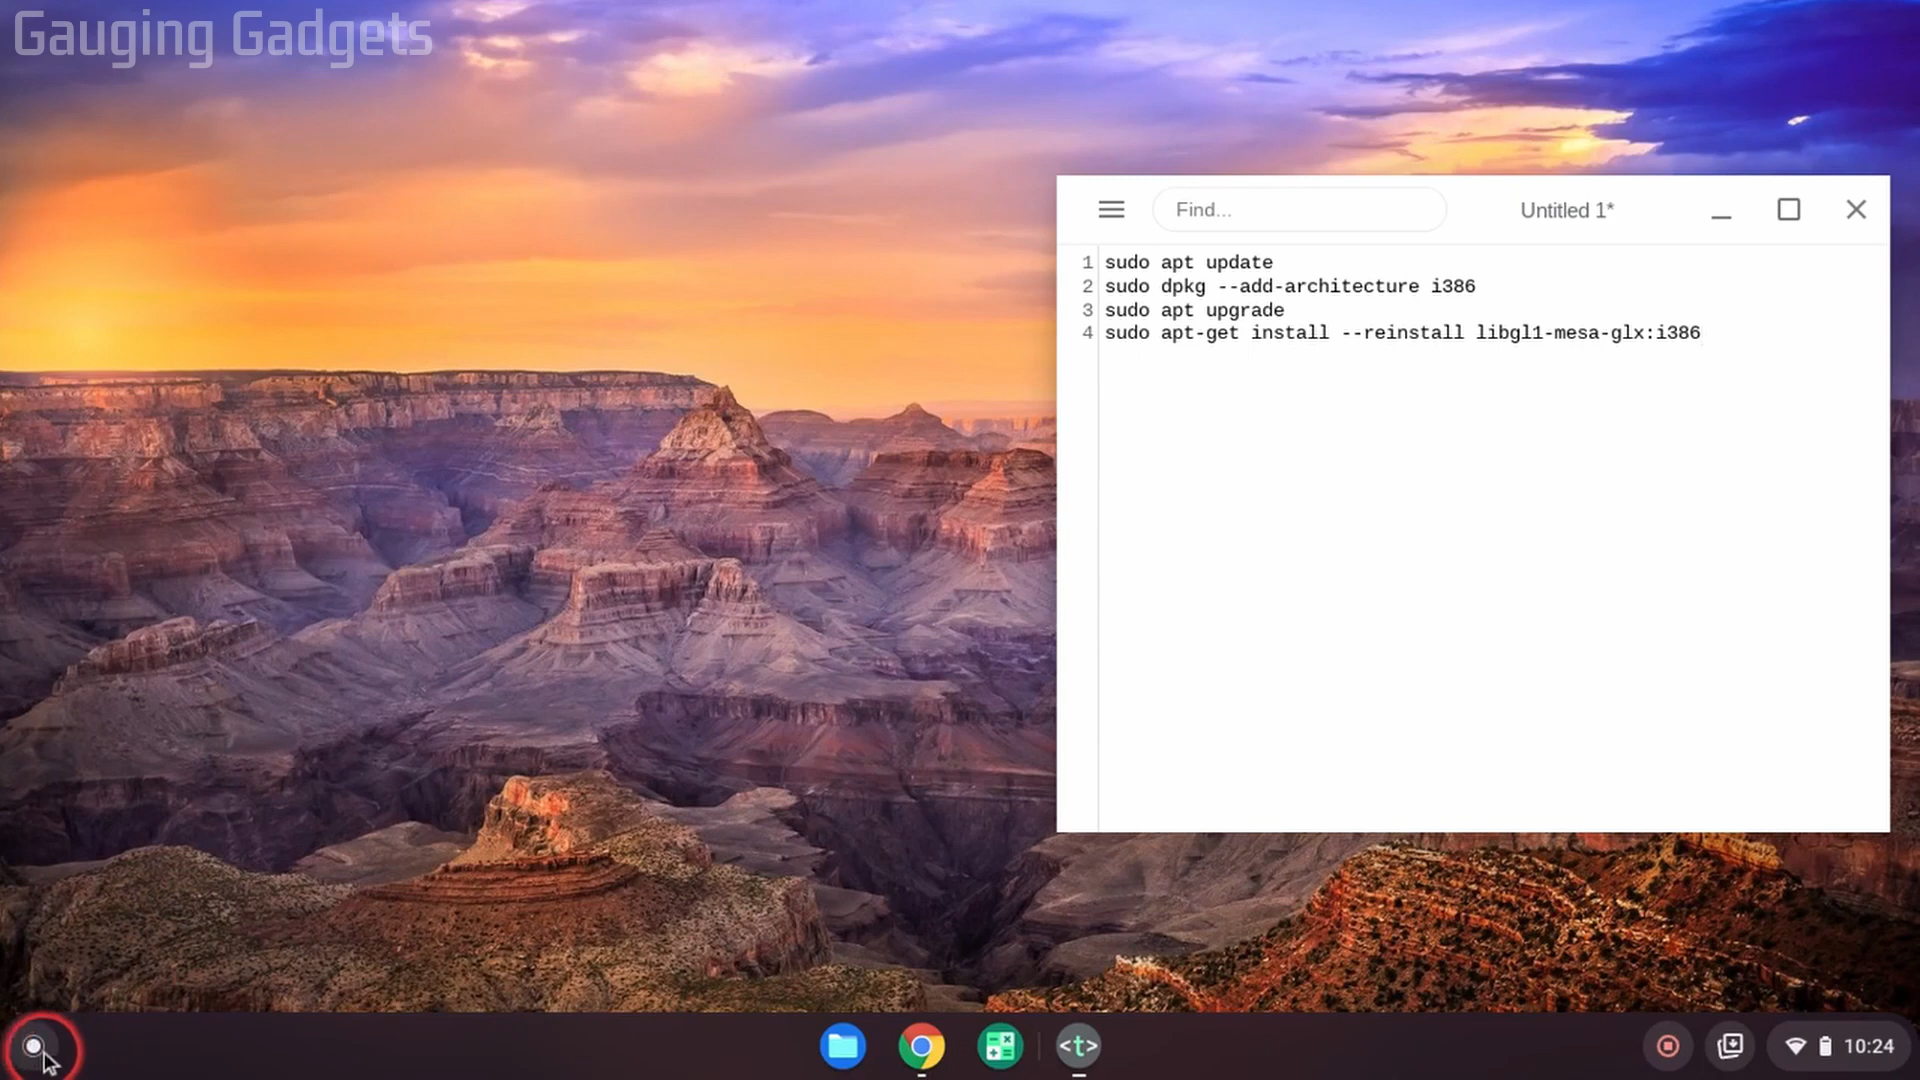 Gauging Gadgets
Find...
Untitled 1*
1 sudo apt update
2 sudo dpkg --add-architecture i386
3 sudo apt upgrade
4 sudo apt-get install --reinstall libgl1-mesa-glx:i386
<t>
10:24